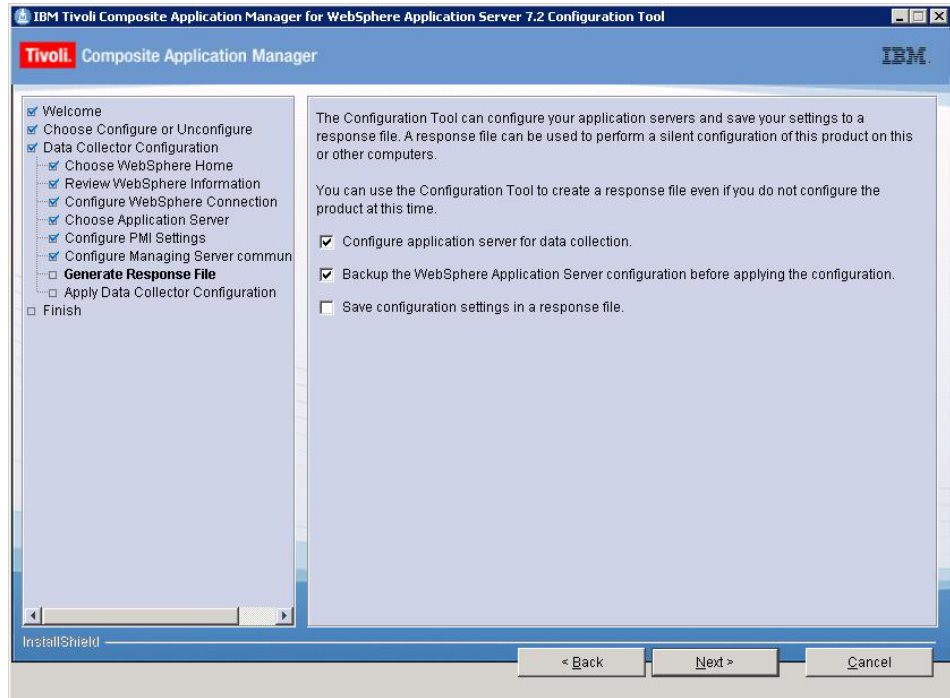 IBM Tivoli Composite Application Manager for WebSphere Application Server 7.2 Configuration Tool
Tivoli. Composite Application Manager
IBM.
Welcome
Choose Configure or Unconfigure
Data Collector Configuration
Choose WebSphere Home
Review WebSphere Information
Configure WebSphere Connection
Choose Application Server
Configure PMI Settings
Configure Managing Server commun
Generate Response File
Apply Data Collector Configuration
Finish
The Configuration Tool can configure your application servers and save your settings to a
response file. A response file can be used to perform a silent configuration of this product on this
or other computers.
You can use the Configuration Tool to create a response file even if you do not configure the
product at this time.
Configure application server for data collection.
Backup the WebSphere Application Server configuration before applying the configuration.
Save configuration settings in a response file.
InstallShield
< Back
Next >
Cancel